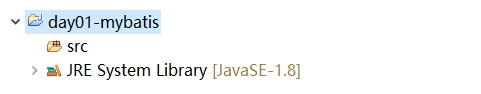 day01-mybatis
src
JRE System Library [JavaSE-1.8]